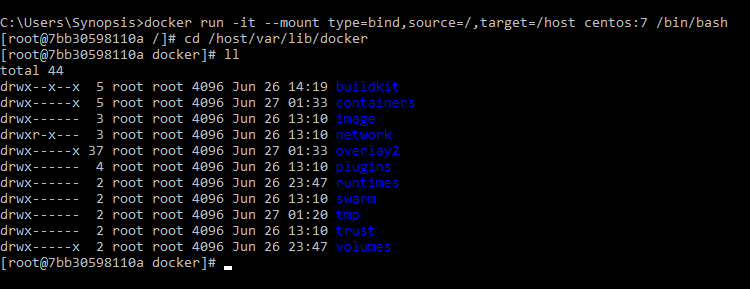 C:\Users\Synopsis>docker run -it --mount type=bind,source=/,target=/host centos:7 /bin/bash
[root@7bb30598110a /]# cd /host/var/lib/docker
[root@7bb30598110a docker]# ll
total 44
drwx--x--x  5 root root 4096 Jun 26 14:19 buildkit
drwx-----x  5 root root 4096 Jun 27 01:33 containers
drwx------  3 root root 4096 Jun 26 13:10 image
drwxr-x---  3 root root 4096 Jun 26 13:10 network
drwx-----x 37 root root 4096 Jun 27 01:33 overlay2
drwx------  4 root root 4096 Jun 26 13:10 plugins
drwx------  2 root root 4096 Jun 26 23:47 runtimes
drwx------  2 root root 4096 Jun 26 13:10 swarm
drwx------  2 root root 4096 Jun 27 01:20 tmp
drwx------  2 root root 4096 Jun 26 13:10 trust
drwx-----x  2 root root 4096 Jun 26 23:47 volumes
[root@7bb30598110a docker]#